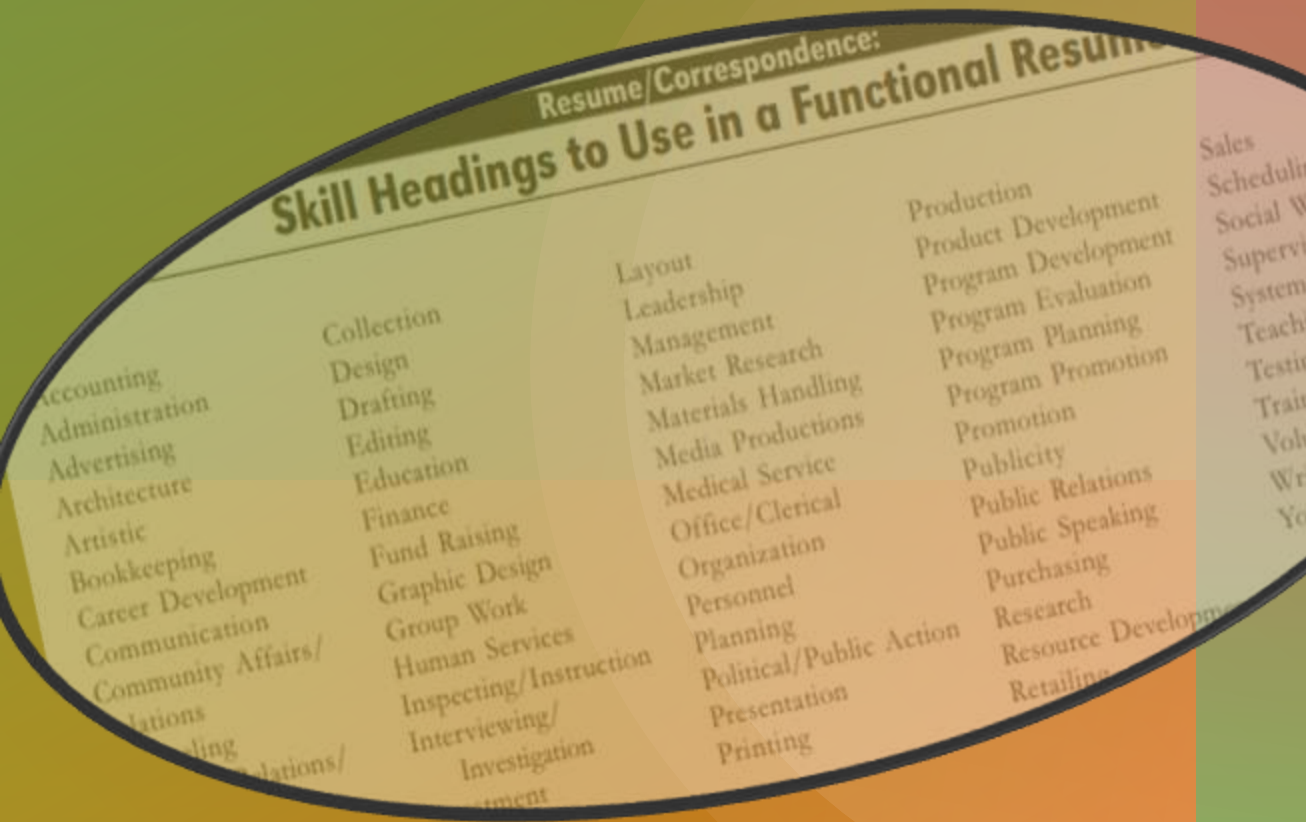 Resume/Correspondence:
Skill Headings to Use in a Functional
Administration
Advertising
Architecture
Artistic
Bookkeeping
Career Development
Communication
Community Affairs/
Collection
Design
Drafting
Editing
Education
Finance
Fund Raising
Graphic Design
Group Work
Human Services
Inspecting/Instruction
Interviewing/
Investigation
Layout
Leadership
Management
Market Research
Materials Handling
Media Productions
Medical Service
Office/Clerical
Organization
Personnel
Planning
Political/Public Action
Presentation
Printing
Production
Product Development
Program Development
Program Evaluation
Program Planning
Program Promotion
Promotion
Publicity
Public Relations
Public Speaking
Purchasing
Research
Resource
Retailing
Sales